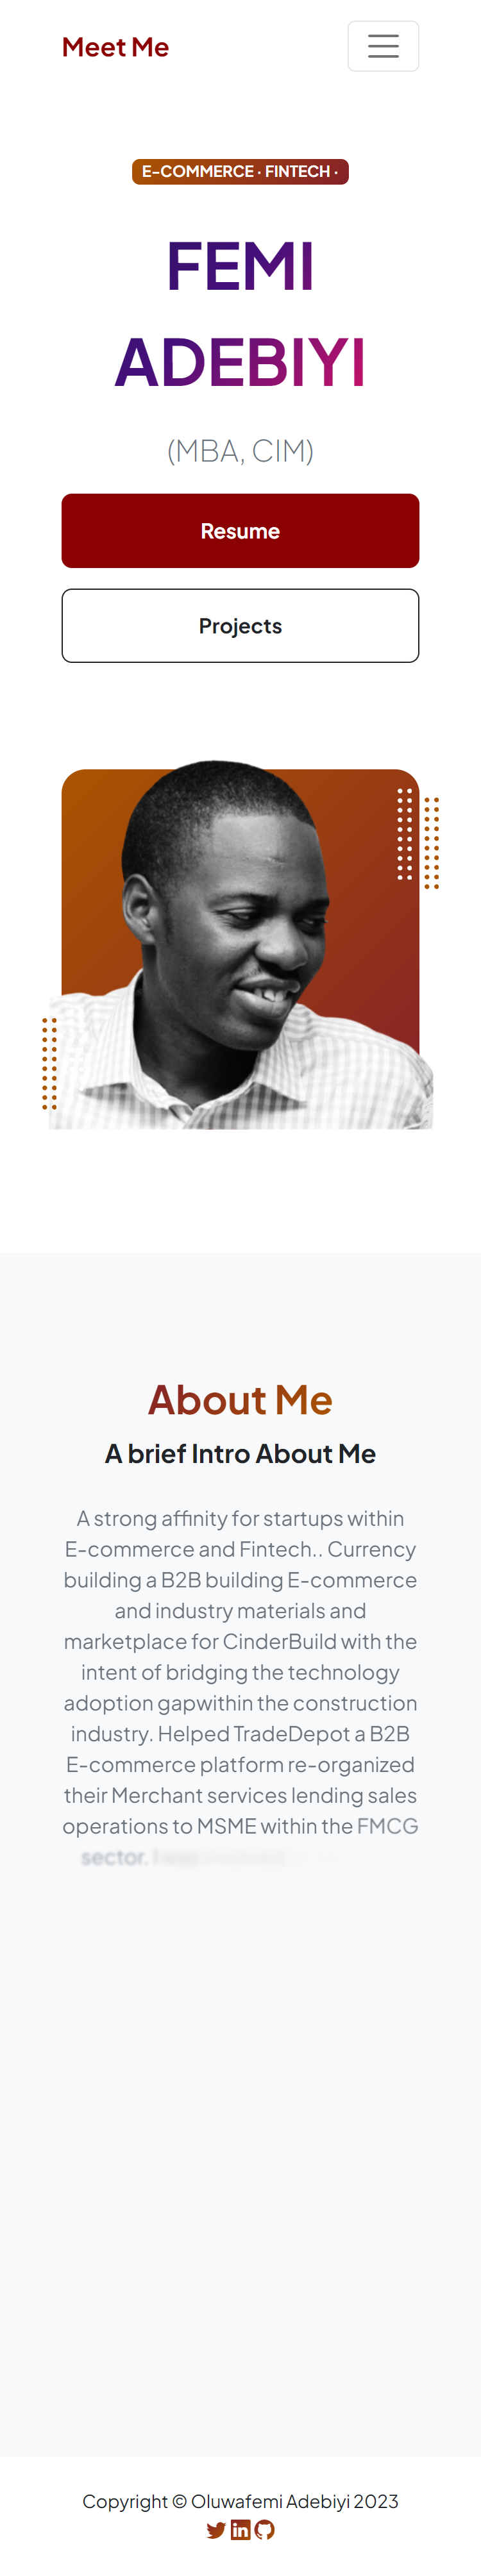 Meet Me
E-COMMERCE · FINTECH ·
FEMI
ADEBIYI
(MBA, CIM)
Resume
Projects
About Me
A brief Intro About Me
A strong affinity for startups within
E-commerce and Fintech.. Currency
building a B2B building E-commerce
and industry materials and
marketplace for CinderBuild with the
intent of bridging the technology
adoption gapwithin the construction
industry. Helped TradeDepot a B2B
E-commerce platform re-organized
their Merchant services lending sales
operations to MSME within the FMCG
sector. I was
Copyright © Oluwafemi Adebiyi 2023